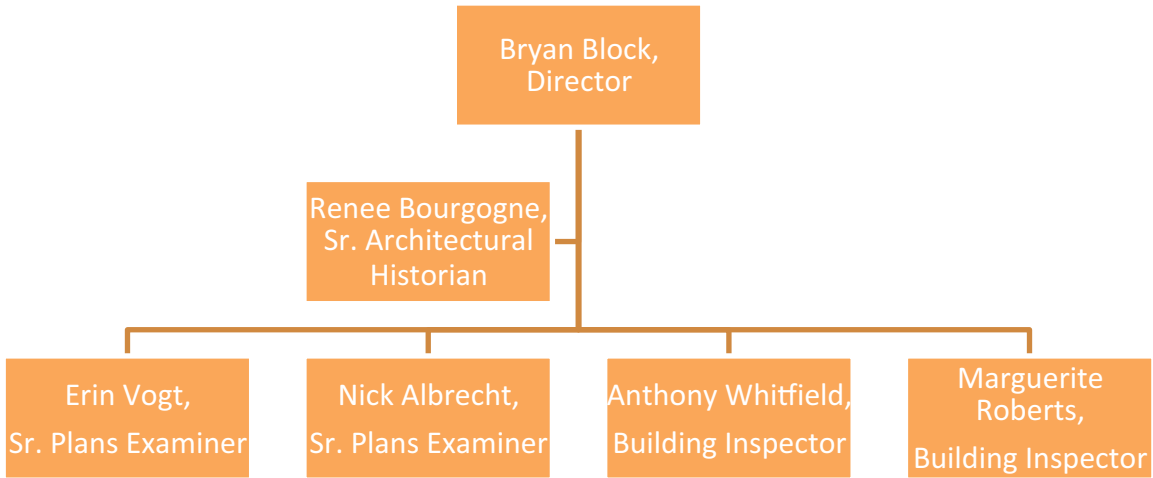 Bryan Block,
Director
Renee Bourgogne,
Sr. Architectural
Historian
Erin Vogt,
Sr. Plans Examiner
Nick Albrecht,
Sr. Plans Examiner
Anthony Whitfield,
Building Inspector
Marguerite
Roberts,
Building Inspector